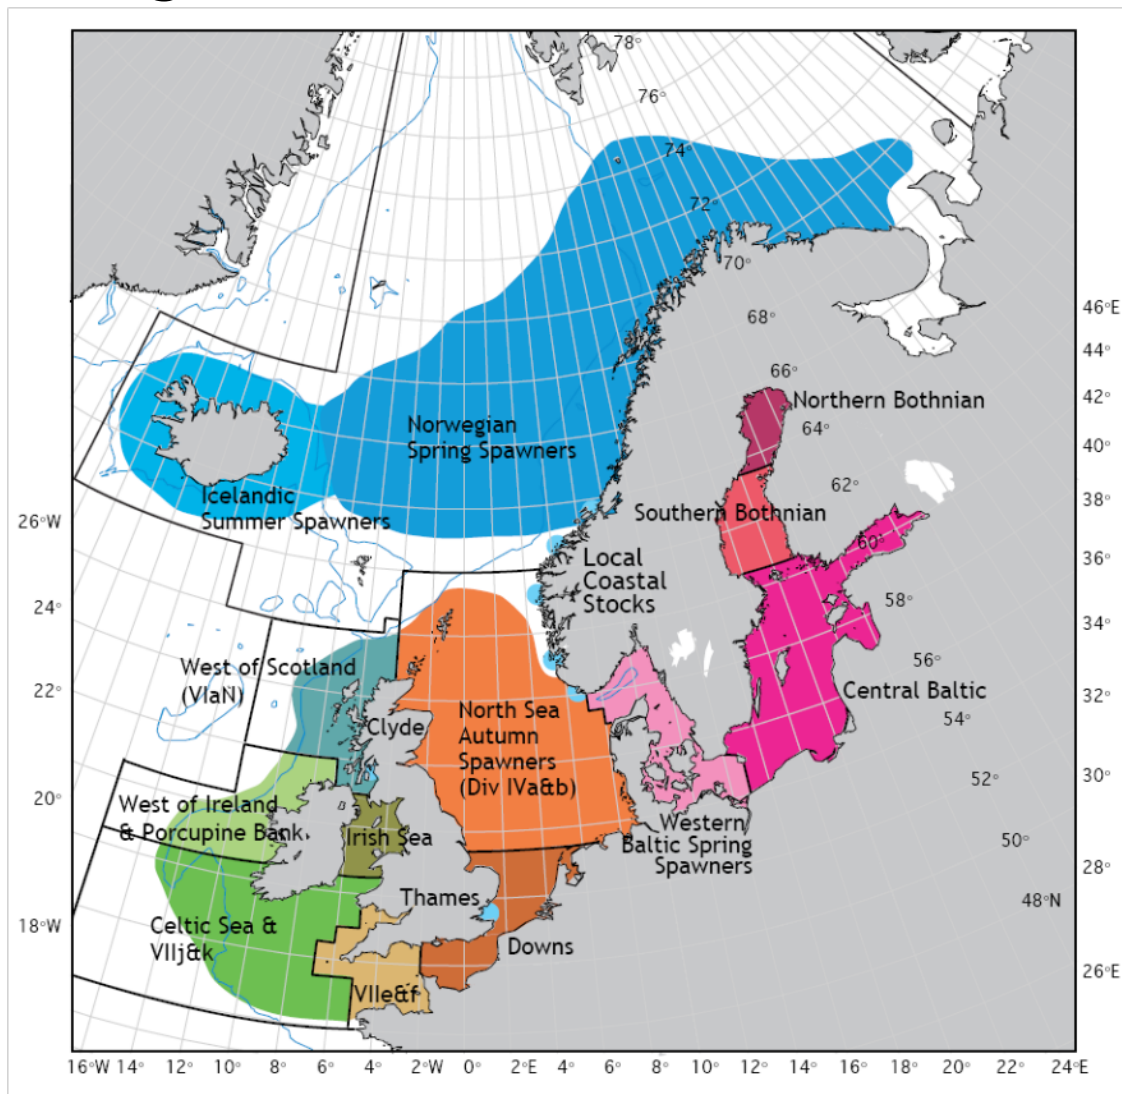 78°
76°
74°
72°
70°
68°
66°
64°
62°
60°
58°
56°
54°
52°
50°
48°N
46°E
44°
42°
40°
38°
36°
34°
32°
30°
28°
26°E
26°W
24°
22°
20°
18°W
Norwegian
Spring Spawners
Icelandic
Summer Spawners
Northern Bothnian
Southern Bothnian
Local
Coastal
Stocks
West of Scotland
(VIaN)
Clyde
North Sea
Autumn
Spawners
(Div IVa&b)
Central Baltic
West of Ireland
& Porcupine Bank
Irish Sea
Western
Baltic Spring
Spawners
Thames
Celtic Sea &
VIIj&k
Downs
VIIe&f
16°W 14° 12° 10° 8° 6° 4° 2°W 0° 2°E 4° 6° 8° 10° 12° 14° 16° 18° 20° 22° 24°E